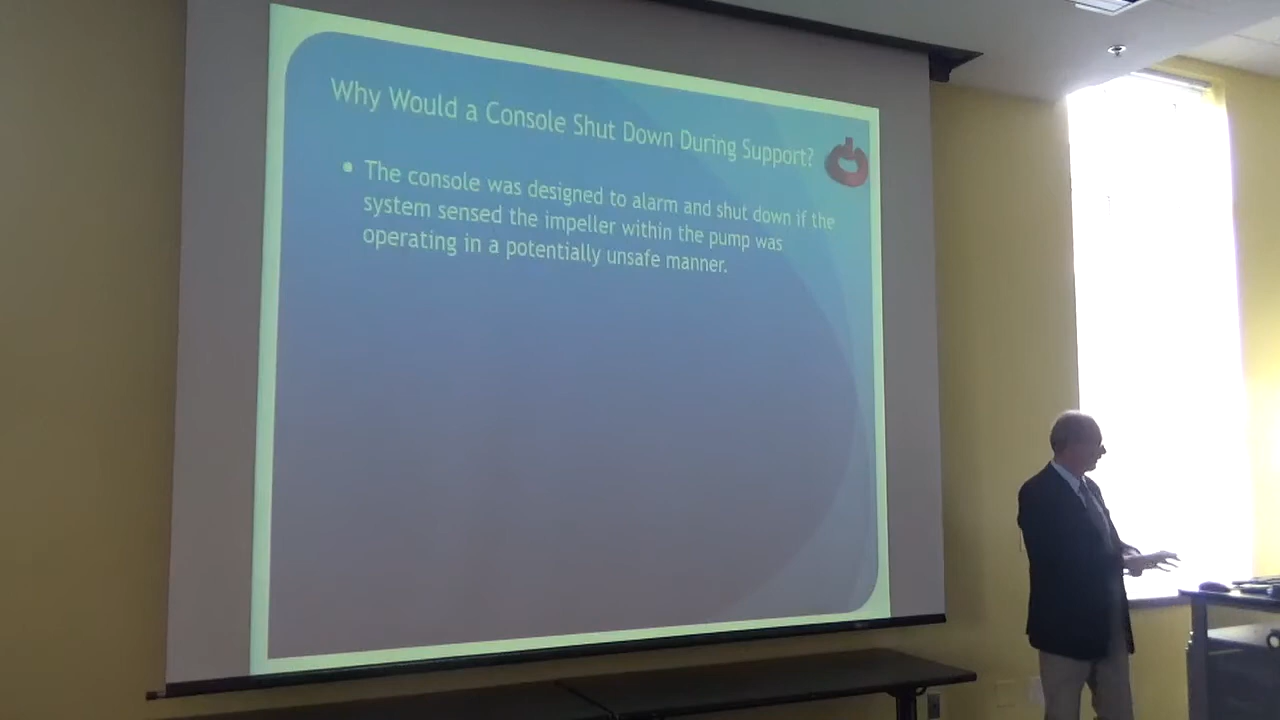 Why Would a Console Shut Down During Support?
• The console was designed to alarm and shut down if the
system sensed the impeller within the pump was
operating in a potentially unsafe manner.